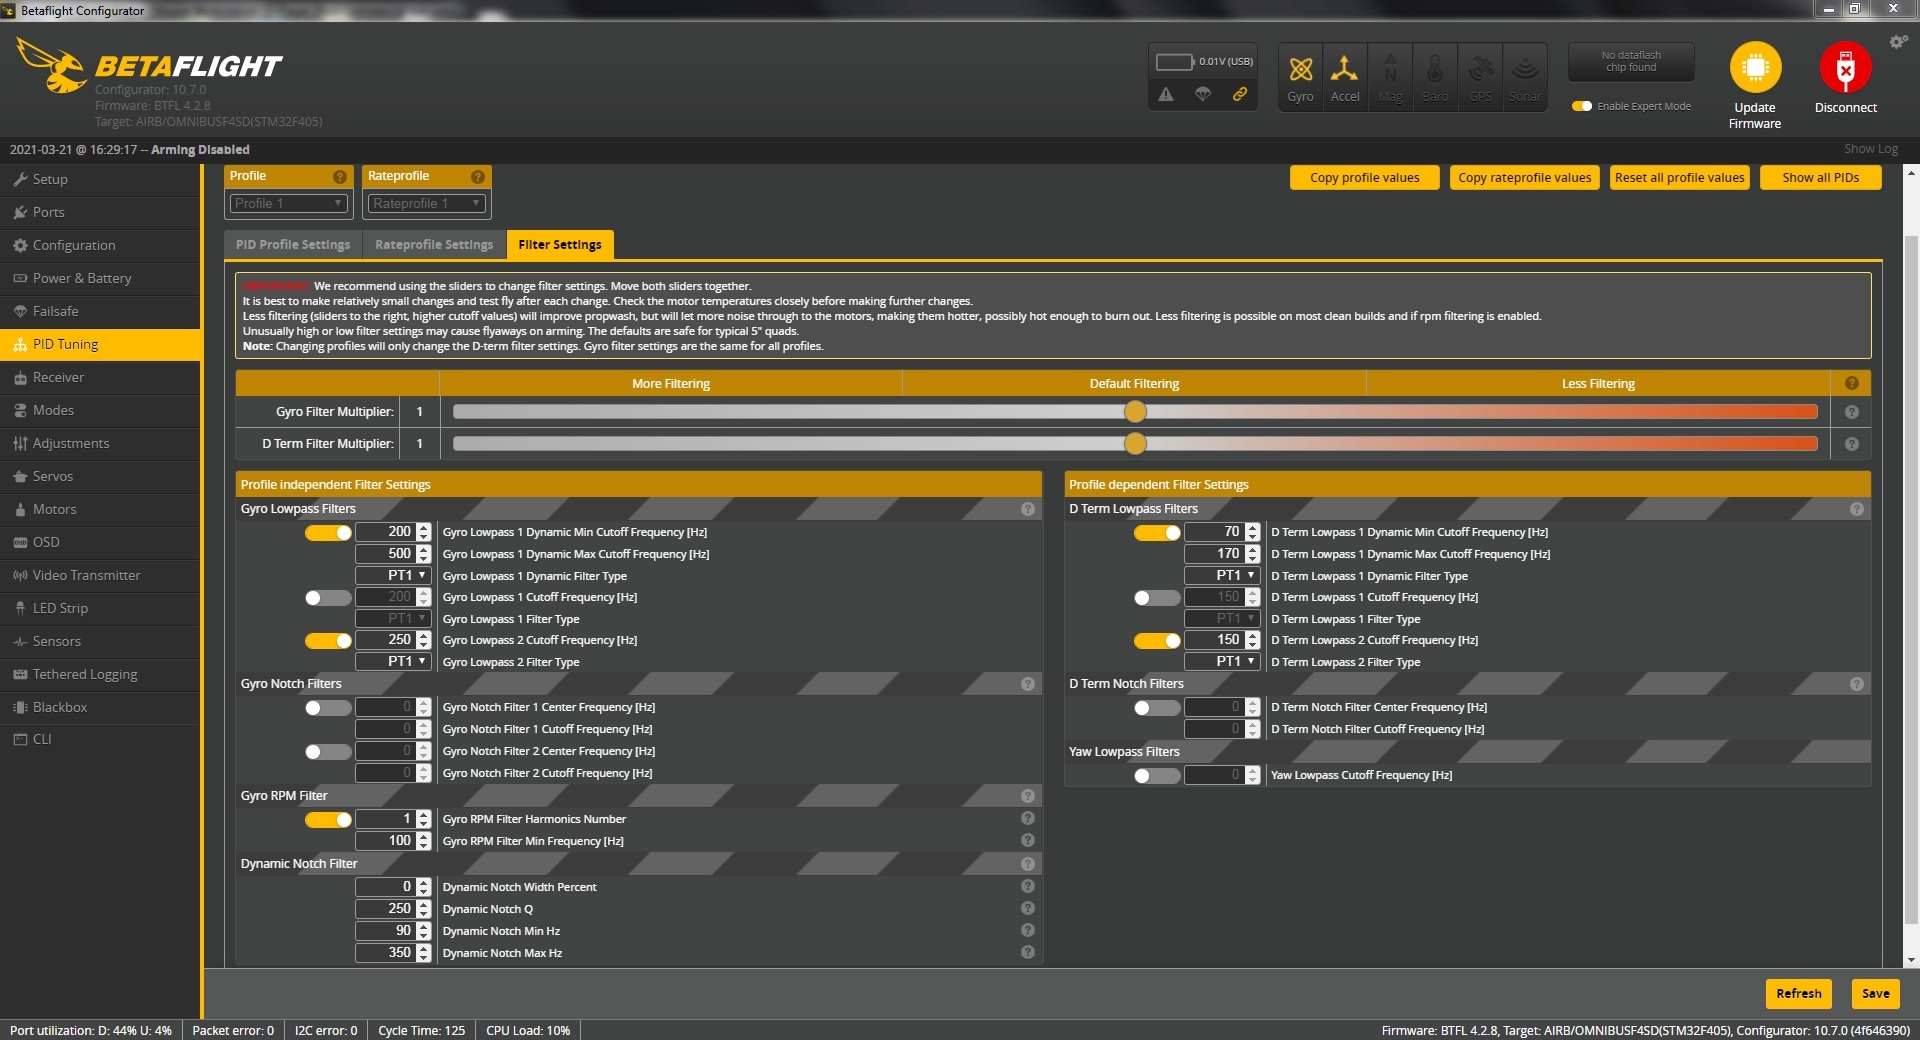 Betaflight Configurator
BETAFLIGHT
Configurator: 10.7.0
Firmware: BTFL 4.2.8
Target: AIRB/OMNIBUSF4SD(STM32F405)
0.01V (USB)
Gyro
Accel
Mag
Baro
GPS
Sonar
No dataflash
chip found
Enable Expert Mode
Update
Firmware
Disconnect
2021-03-21 @ 16:29:17 -- Arming Disabled
Show Log
Setup
Ports
Configuration
Power & Battery
Failsafe
PID Tuning
Receiver
Modes
Adjustments
Servos
Motors
OSD
Video Transmitter
LED Strip
Sensors
Tethered Logging
Blackbox
CLI
Profile
Profile 1
Rateprofile
Rateprofile 1
Copy profile values
Copy rateprofile values
Reset all profile values
Show all PIDs
PID Profile Settings
Rateprofile Settings
Filter Settings
IMPORTANT: We recommend using the sliders to change filter settings. Move both sliders together.
It is best to make relatively small changes and test fly after each change. Check the motor temperatures closely before making further changes.
Less filtering (sliders to the right, higher cutoff values) will improve propwash, but will let more noise through to the motors, making them hotter, possibly hot enough to burn out. Less filtering is possible on most clean builds and if rpm filtering is enabled.
Unusually high or low filter settings may cause flyaways on arming. The defaults are safe for typical 5" quads.
Note: Changing profiles will only change the D-term filter settings. Gyro filter settings are the same for all profiles.
More Filtering
Default Filtering
Less Filtering
Gyro Filter Multiplier: 1
D Term Filter Multiplier: 1
Profile independent Filter Settings
Gyro Lowpass Filters
200 Gyro Lowpass 1 Dynamic Min Cutoff Frequency [Hz]
500 Gyro Lowpass 1 Dynamic Max Cutoff Frequency [Hz]
PT1 Gyro Lowpass 1 Dynamic Filter Type
200 Gyro Lowpass 1 Cutoff Frequency [Hz]
PT1 Gyro Lowpass 1 Filter Type
250 Gyro Lowpass 2 Cutoff Frequency [Hz]
PT1 Gyro Lowpass 2 Filter Type
Gyro Notch Filters
0 Gyro Notch Filter 1 Center Frequency [Hz]
0 Gyro Notch Filter 1 Cutoff Frequency [Hz]
0 Gyro Notch Filter 2 Center Frequency [Hz]
0 Gyro Notch Filter 2 Cutoff Frequency [Hz]
Gyro RPM Filter
1 Gyro RPM Filter Harmonics Number
100 Gyro RPM Filter Min Frequency [Hz]
Dynamic Notch Filter
0 Dynamic Notch Width Percent
250 Dynamic Notch Q
90 Dynamic Notch Min Hz
350 Dynamic Notch Max Hz
Profile dependent Filter Settings
D Term Lowpass Filters
70 D Term Lowpass 1 Dynamic Min Cutoff Frequency [Hz]
170 D Term Lowpass 1 Dynamic Max Cutoff Frequency [Hz]
PT1 D Term Lowpass 1 Dynamic Filter Type
150 D Term Lowpass 1 Cutoff Frequency [Hz]
PT1 D Term Lowpass 1 Filter Type
150 D Term Lowpass 2 Cutoff Frequency [Hz]
PT1 D Term Lowpass 2 Filter Type
D Term Notch Filters
0 D Term Notch Filter Center Frequency [Hz]
0 D Term Notch Filter Cutoff Frequency [Hz]
Yaw Lowpass Filters
0 Yaw Lowpass Cutoff Frequency [Hz]
Refresh
Save
Port utilization: D: 44% U: 4%
Packet error: 0
I2C error: 0
Cycle Time: 125
CPU Load: 10%
Firmware: BTFL 4.2.8, Target: AIRB/OMNIBUSF4SD(STM32F405), Configurator: 10.7.0 (4f646390)